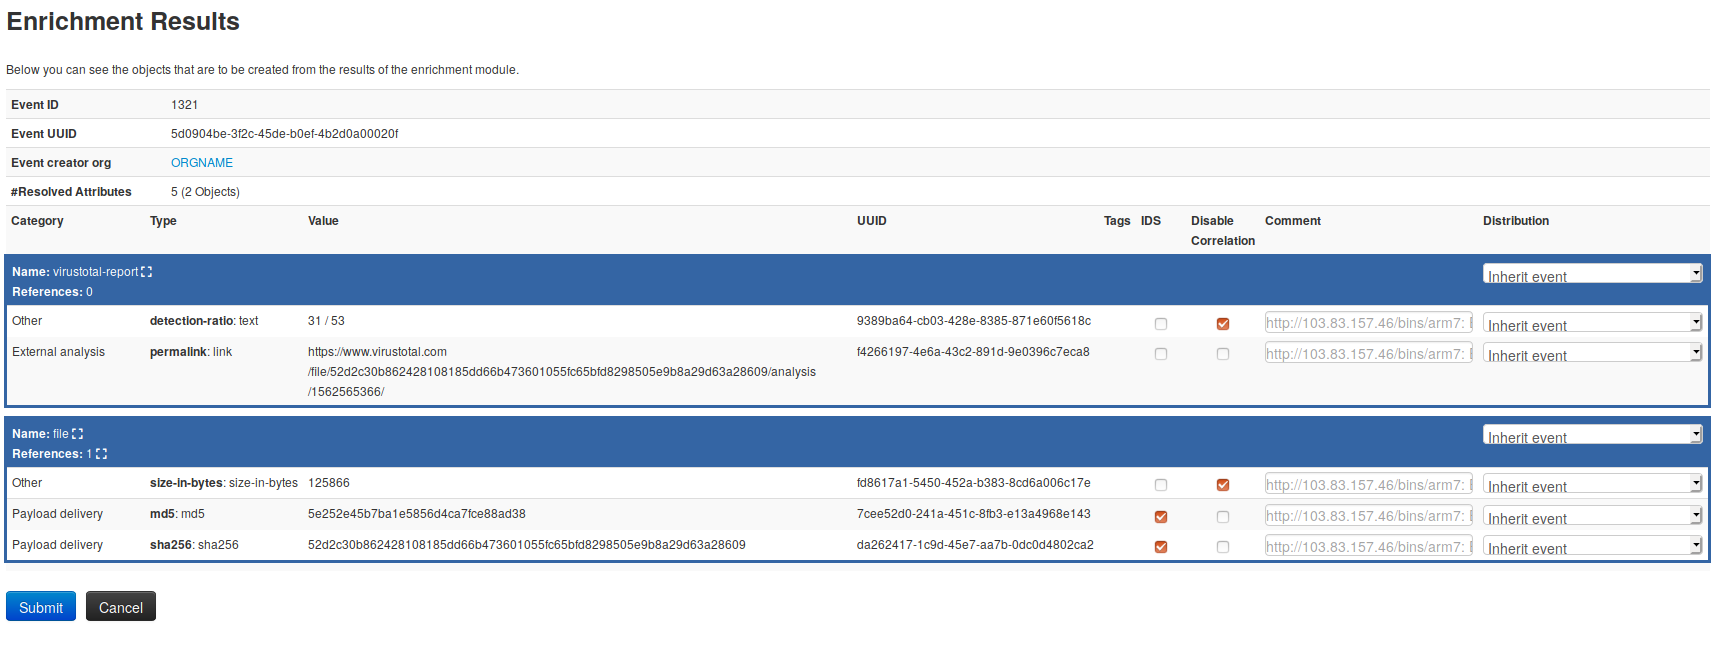 Enrichment Results
Below you can see the objects that are to be created from the results of the enrichment module.
Event ID 1321
Event UUID 5d0904be-3f2c-45de-b0ef-4b2d0a00020f
Event creator org ORGNAME
#Resolved Attributes 5 (2 Objects)
Category Type Value UUID Tags IDS Disable Correlation Comment Distribution
Name: virustotal-report Inherit event
References: 0
Other detection-ratio: text 31 / 53 9389ba64-cb03-428e-8385-871e60f5618c http://103.83.157.46/bins/arm7: Inherit event
External analysis permalink: link https://www.virustotal.com f4266197-4e6a-43c2-891d-9e0396c7eca8 http://103.83.157.46/bins/arm7: Inherit event
/file/52d2c30b862428108185dd66b473601055fc65bfd8298505e9b8a29d63a28609/analysis
/1562565366/
Name: file Inherit event
References: 1
Other size-in-bytes: size-in-bytes 125866 fd8617a1-5450-452a-b383-8cd6a006c17e http://103.83.157.46/bins/arm7: Inherit event
Payload delivery md5: md5 5e252e45b7ba1e5856d4ca7fce88ad38 7cee52d0-241a-451c-8fb3-e13a4968e143 http://103.83.157.46/bins/arm7: Inherit event
Payload delivery sha256: sha256 52d2c30b862428108185dd66b473601055fc65bfd8298505e9b8a29d63a28609 da262417-1c9d-45e7-aa7b-0dc0d4802ca2 http://103.83.157.46/bins/arm7: Inherit event
Submit Cancel